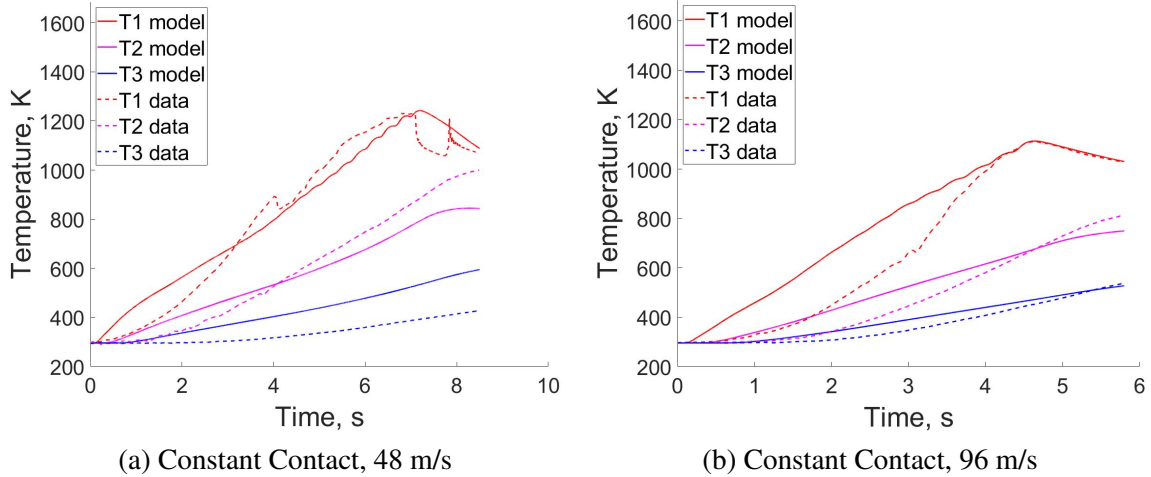 1600
1400
1200
1000
800
600
400
200
Temperature, K
T1 model
T2 model
T3 model
T1 data
T2 data
T3 data
0 2 4 6 8 10
Time, s
(a) Constant Contact, 48 m/s
1600
1400
1200
1000
800
600
400
200
Temperature, K
T1 model
T2 model
T3 model
T1 data
T2 data
T3 data
0 1 2 3 4 5 6
Time, s
(b) Constant Contact, 96 m/s